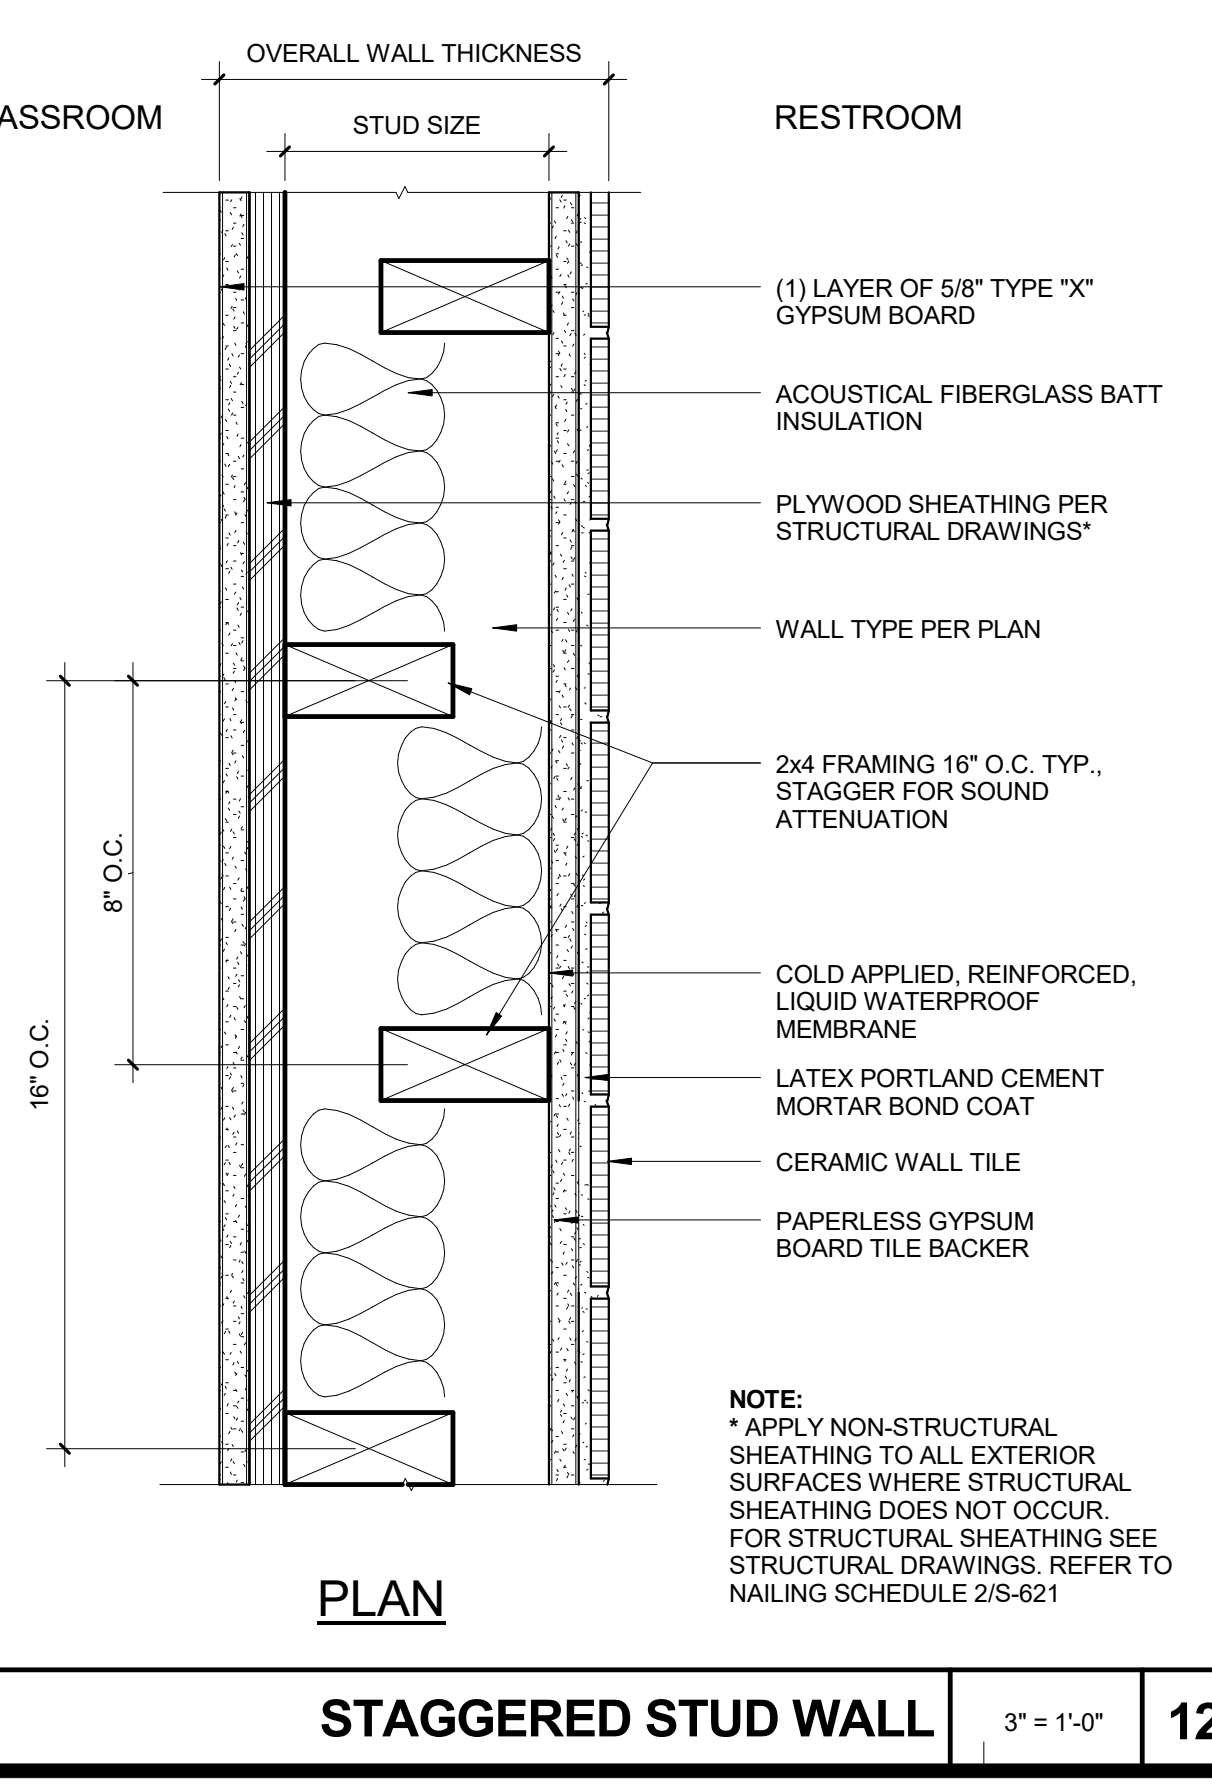 OVERALL WALL THICKNESS
ASSROOM
STUD SIZE
RESTROOM
(1) LAYER OF 5/8" TYPE "X"
GYPSUM BOARD
ACOUSTICAL FIBERGLASS BATT
INSULATION
PLYWOOD SHEATHING PER
STRUCTURAL DRAWINGS*
WALL TYPE PER PLAN
2x4 FRAMING 16" O.C. TYP.,
STAGGER FOR SOUND
ATTENUATION
8" O.C.
16" O.C.
COLD APPLIED, REINFORCED,
LIQUID WATERPROOF
MEMBRANE
LATEX PORTLAND CEMENT
MORTAR BOND COAT
CERAMIC WALL TILE
PAPERLESS GYPSUM
BOARD TILE BACKER
NOTE:
* APPLY NON-STRUCTURAL
SHEATHING TO ALL EXTERIOR
SURFACES WHERE STRUCTURAL
SHEATHING DOES NOT OCCUR.
FOR STRUCTURAL SHEATHING SEE
STRUCTURAL DRAWINGS. REFER TO
NAILING SCHEDULE 2/S-621
PLAN
STAGGERED STUD WALL
3" = 1'-0"
12